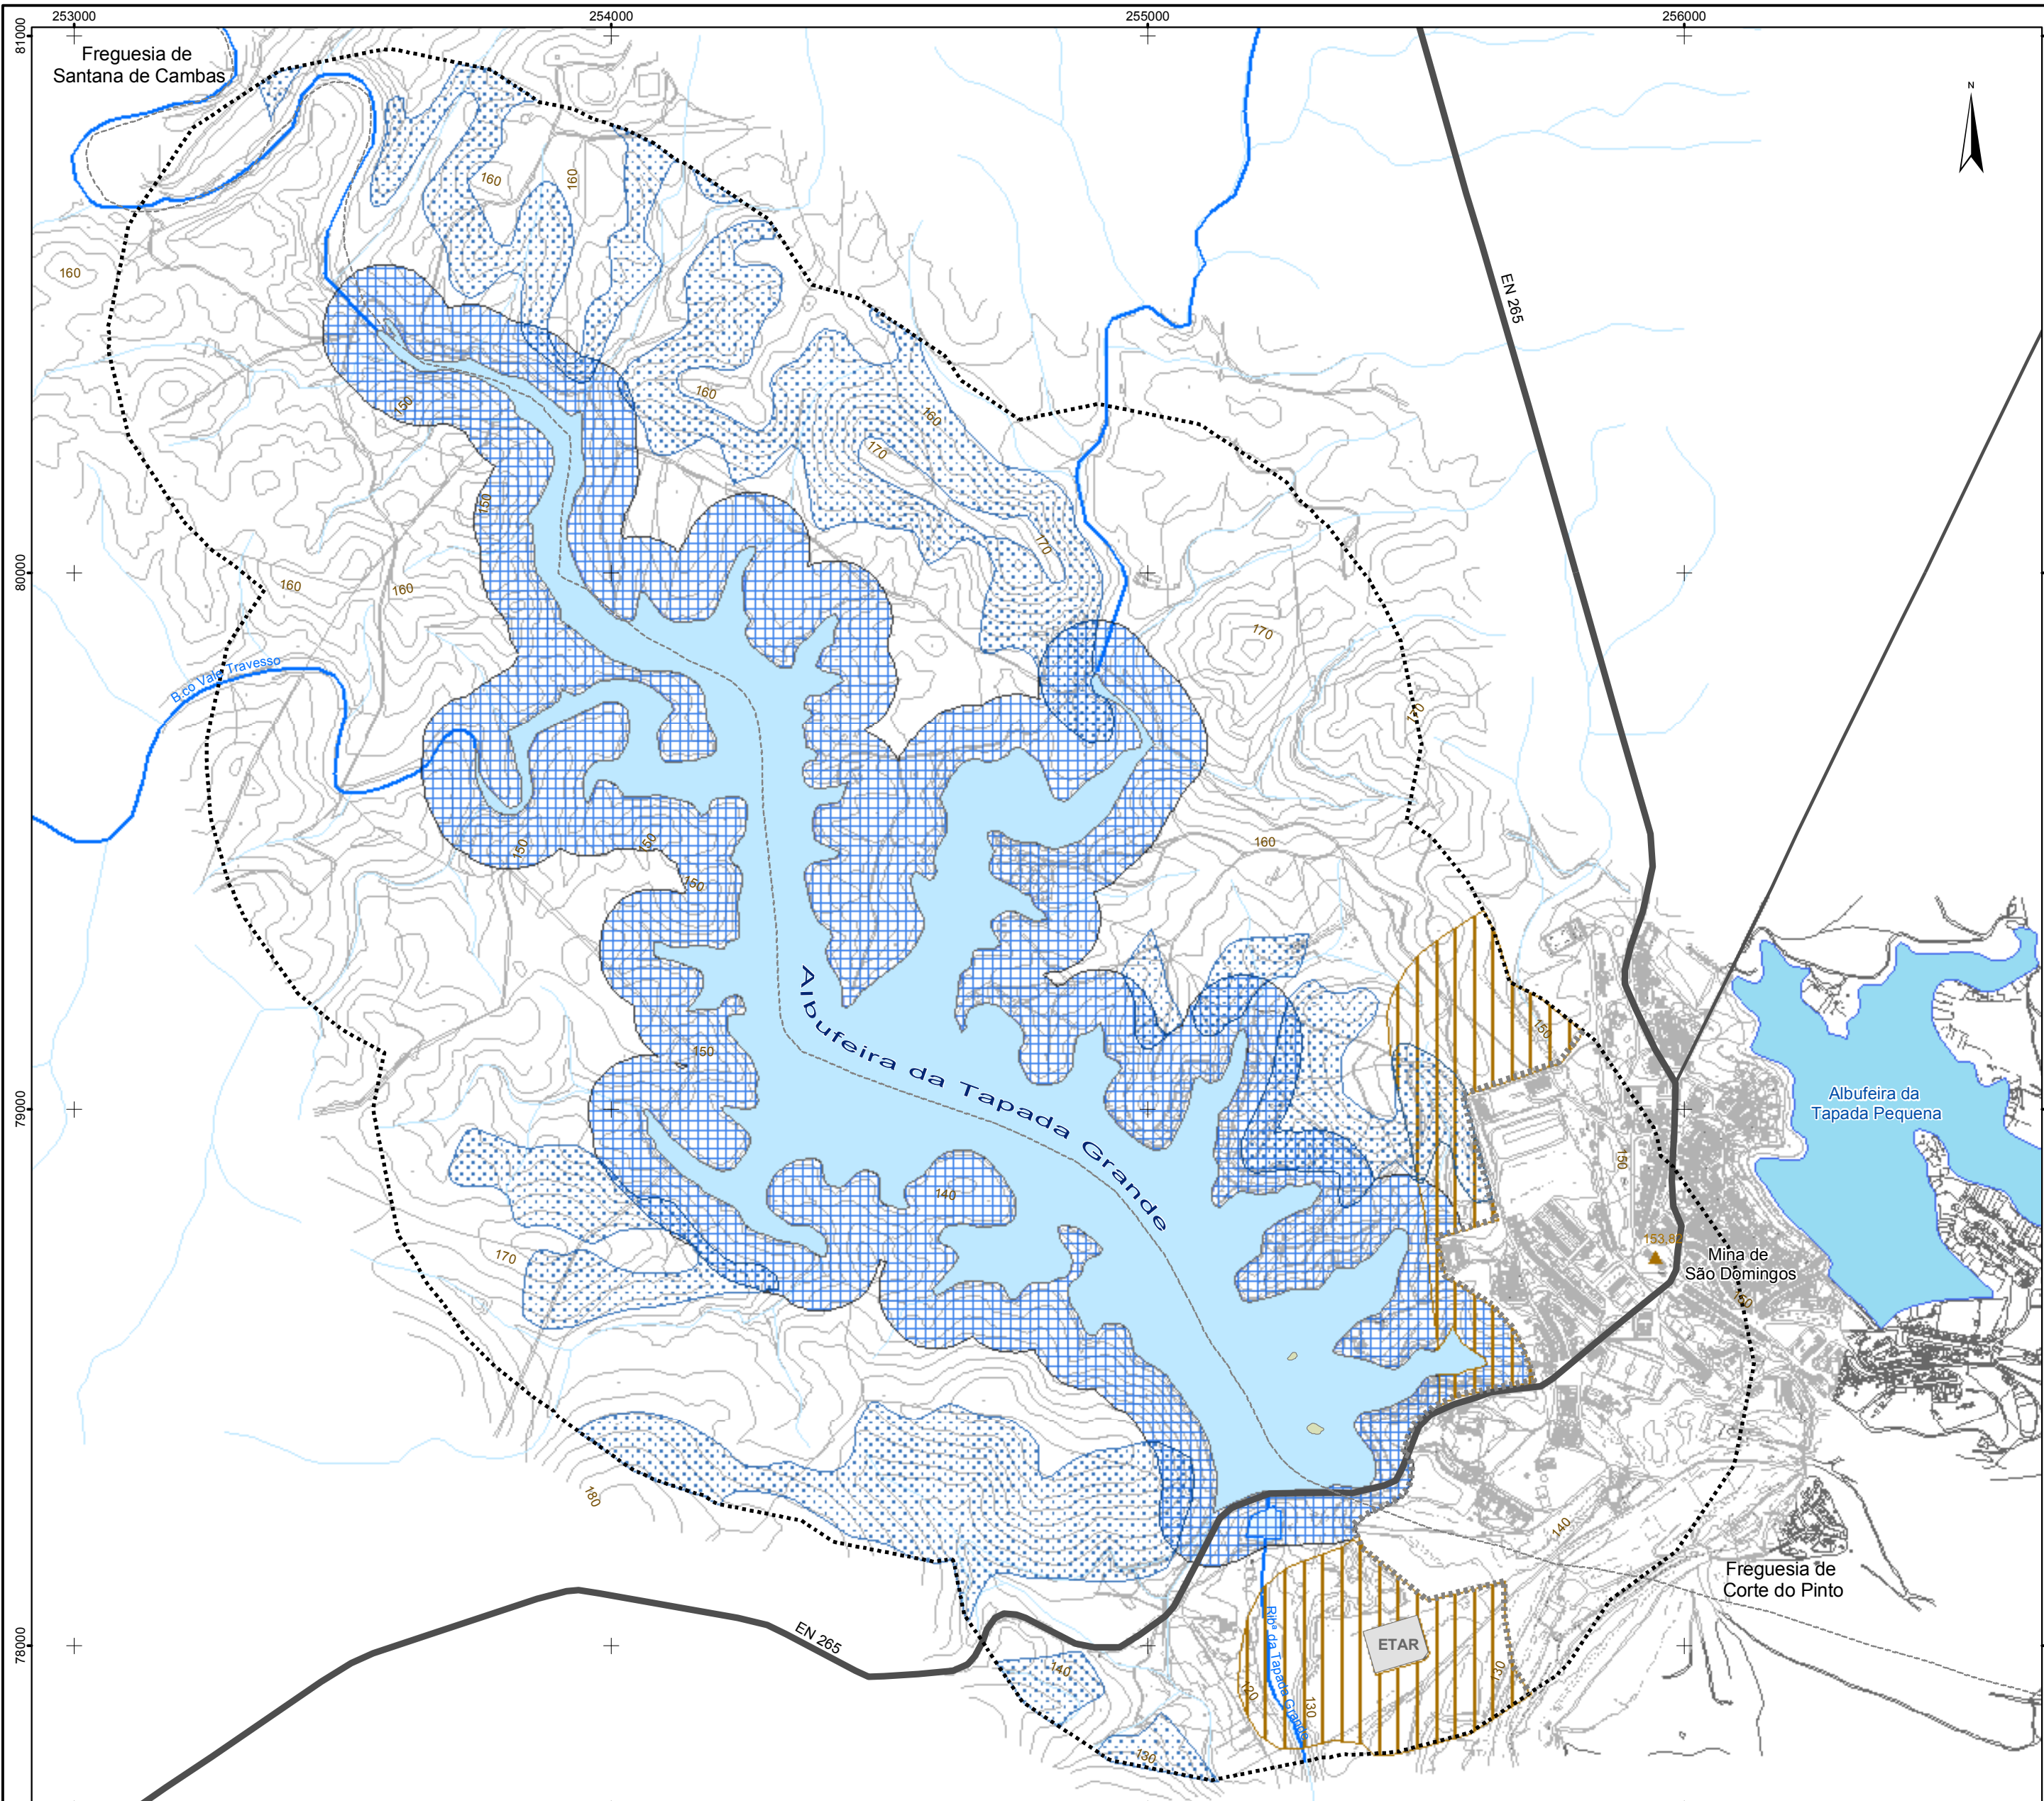 253000
254000
255000
256000
81000
Freguesia de
Santana de Cambas
N
160
160
160
EN 265
160
150
160
170
150
170
80000
160
160
170
B.co Vale Travesso
170
150
150
160
150
150
Albufeira da Tapada Grande
150
79000
Albufeira da
Tapada Pequena
150
140
170
153,82
Mina de
São Domingos
150
180
140
Freguesia de
Corte do Pinto
EN 265
78000
140
Ribª da Tapada Grande
ETAR
130
120
130
130